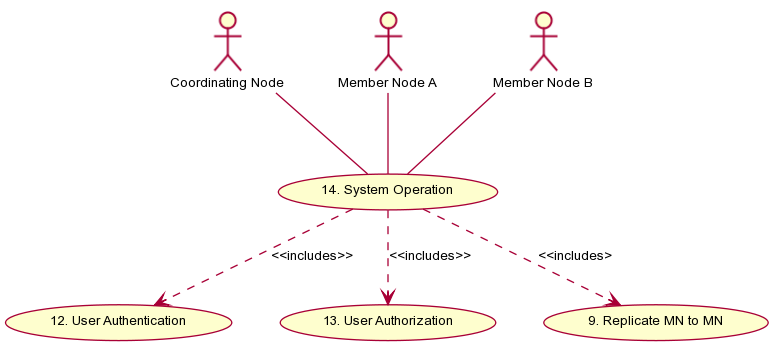 Coordinating Node
Member Node A
Member Node B
14. System Operation
<<includes>>
<<includes>>
<<includes>
12. User Authentication
13. User Authorization
9. Replicate MN to MN